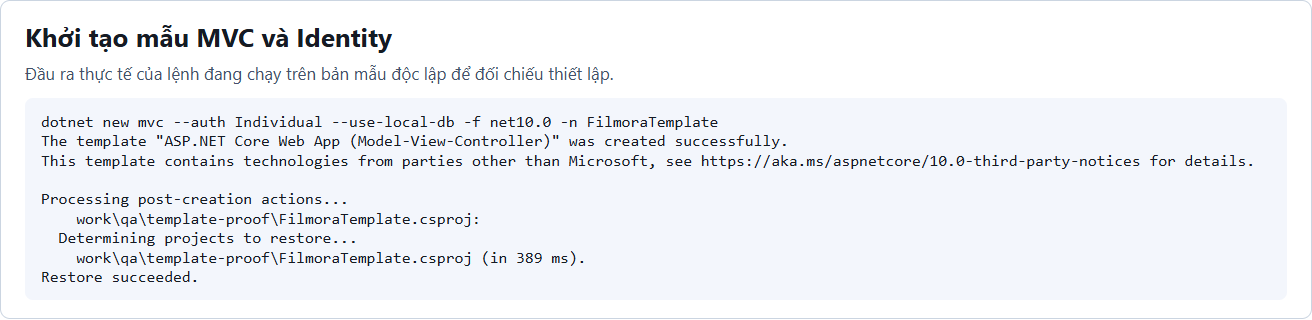 Khởi tạo mẫu MVC và Identity
Đầu ra thực tế của lệnh đang chạy trên bản mẫu độc lập để đối chiếu thiết lập.
dotnet new mvc --auth Individual --use-local-db -f net10.0 -n FilmoraTemplate
The template "ASP.NET Core Web App (Model-View-Controller)" was created successfully.
This template contains technologies from parties other than Microsoft, see https://aka.ms/aspnetcore/10.0-third-party-notices for details.

Processing post-creation actions...
    work\qa\template-proof\FilmoraTemplate.csproj:
  Determining projects to restore...
    work\qa\template-proof\FilmoraTemplate.csproj (in 389 ms).
Restore succeeded.